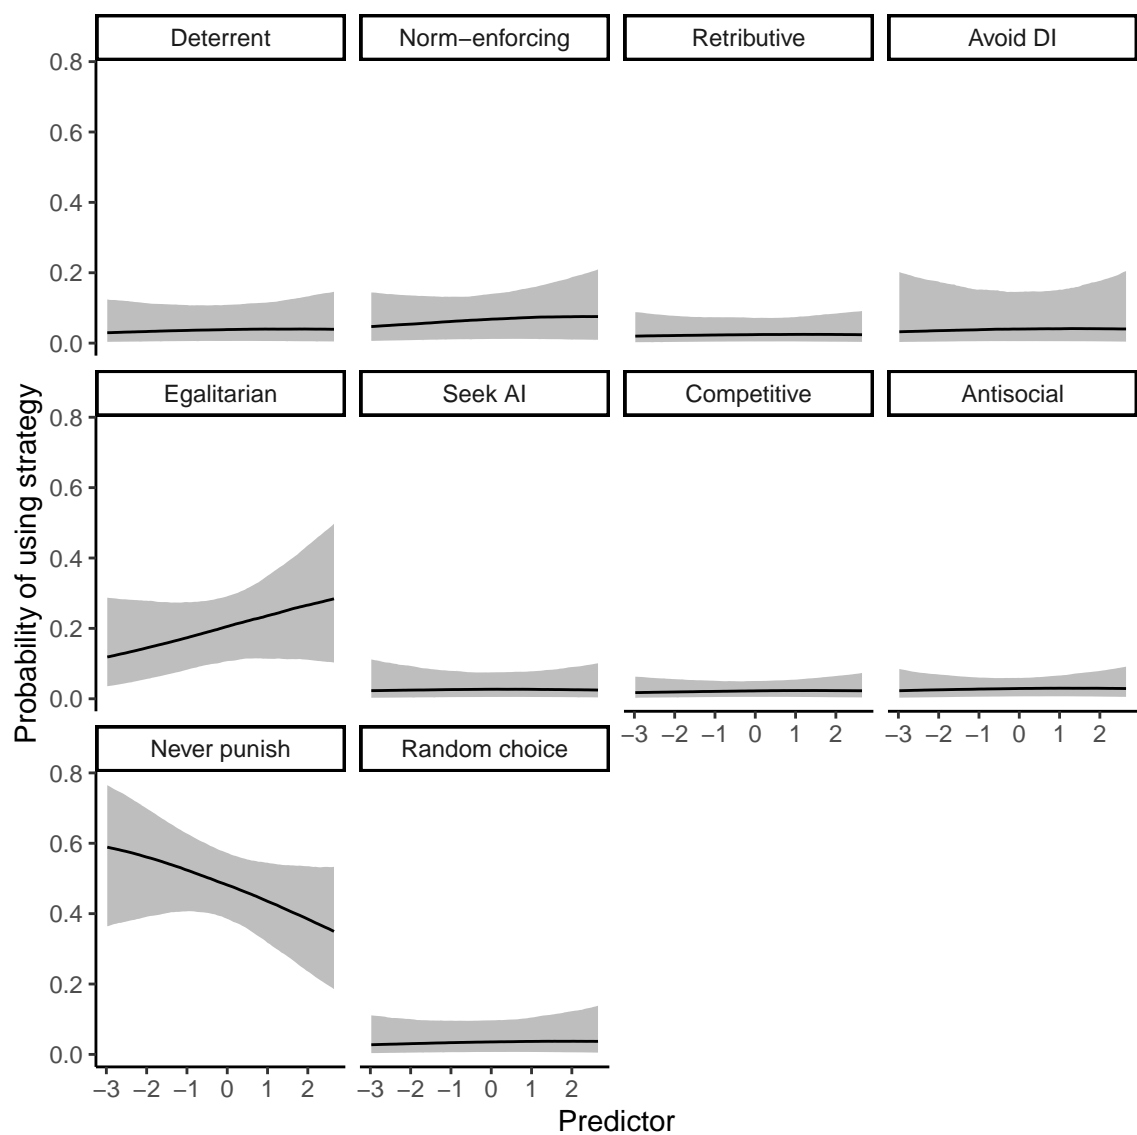 Deterrent Norm−enforcing Retributive Avoid DI
0.8
0.6
0.4
0.2
0.0
Egalitarian Seek AI Competitive Antisocial
0.8
0.6
0.4
0.2
0.0
−3 −2 −1 0 1 2 −3 −2 −1 0 1 2
Never punish Random choice
0.8
0.6
0.4
0.2
0.0
−3 −2 −1 0 1 2 −3 −2 −1 0 1 2
Probability of using strategy
Predictor